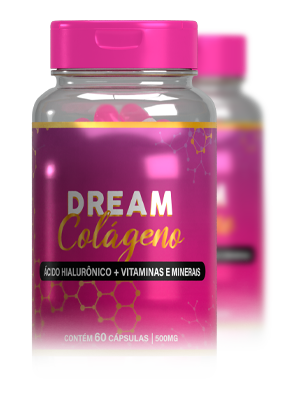 DREAM
Colágeno
ÁCIDO HIALURÔNICO + VITAMINAS E MINERAIS
CONTÉM 60 CÁPSULAS | 500MG